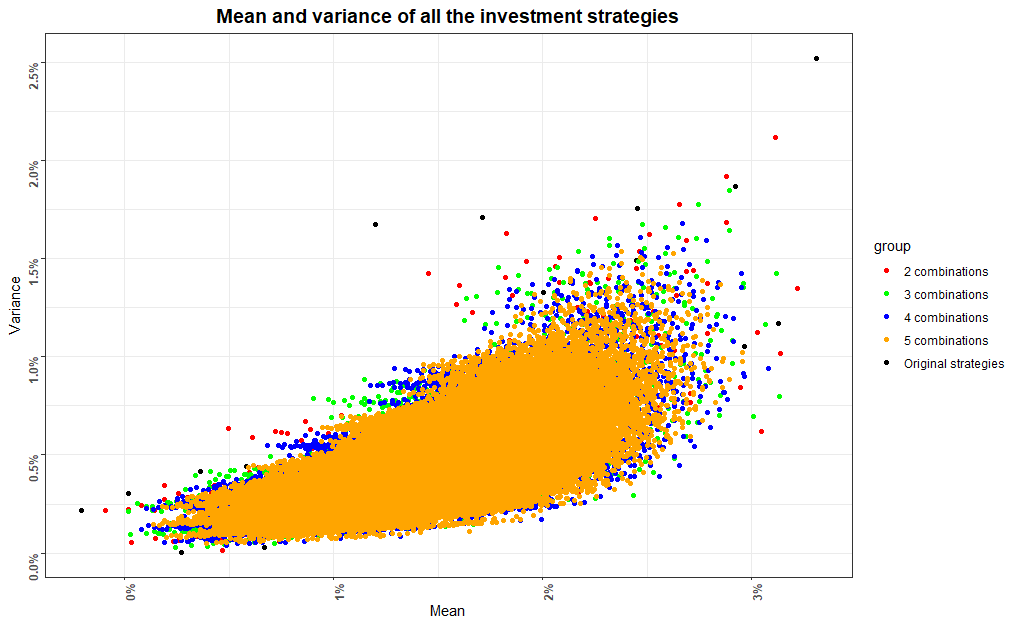 Mean and variance of all the investment strategies
2.5%
2.0%
1.5%
1.0%
0.5%
0.0%
Variance
0%
1%
2%
3%
Mean
group
2 combinations
3 combinations
4 combinations
5 combinations
Original strategies